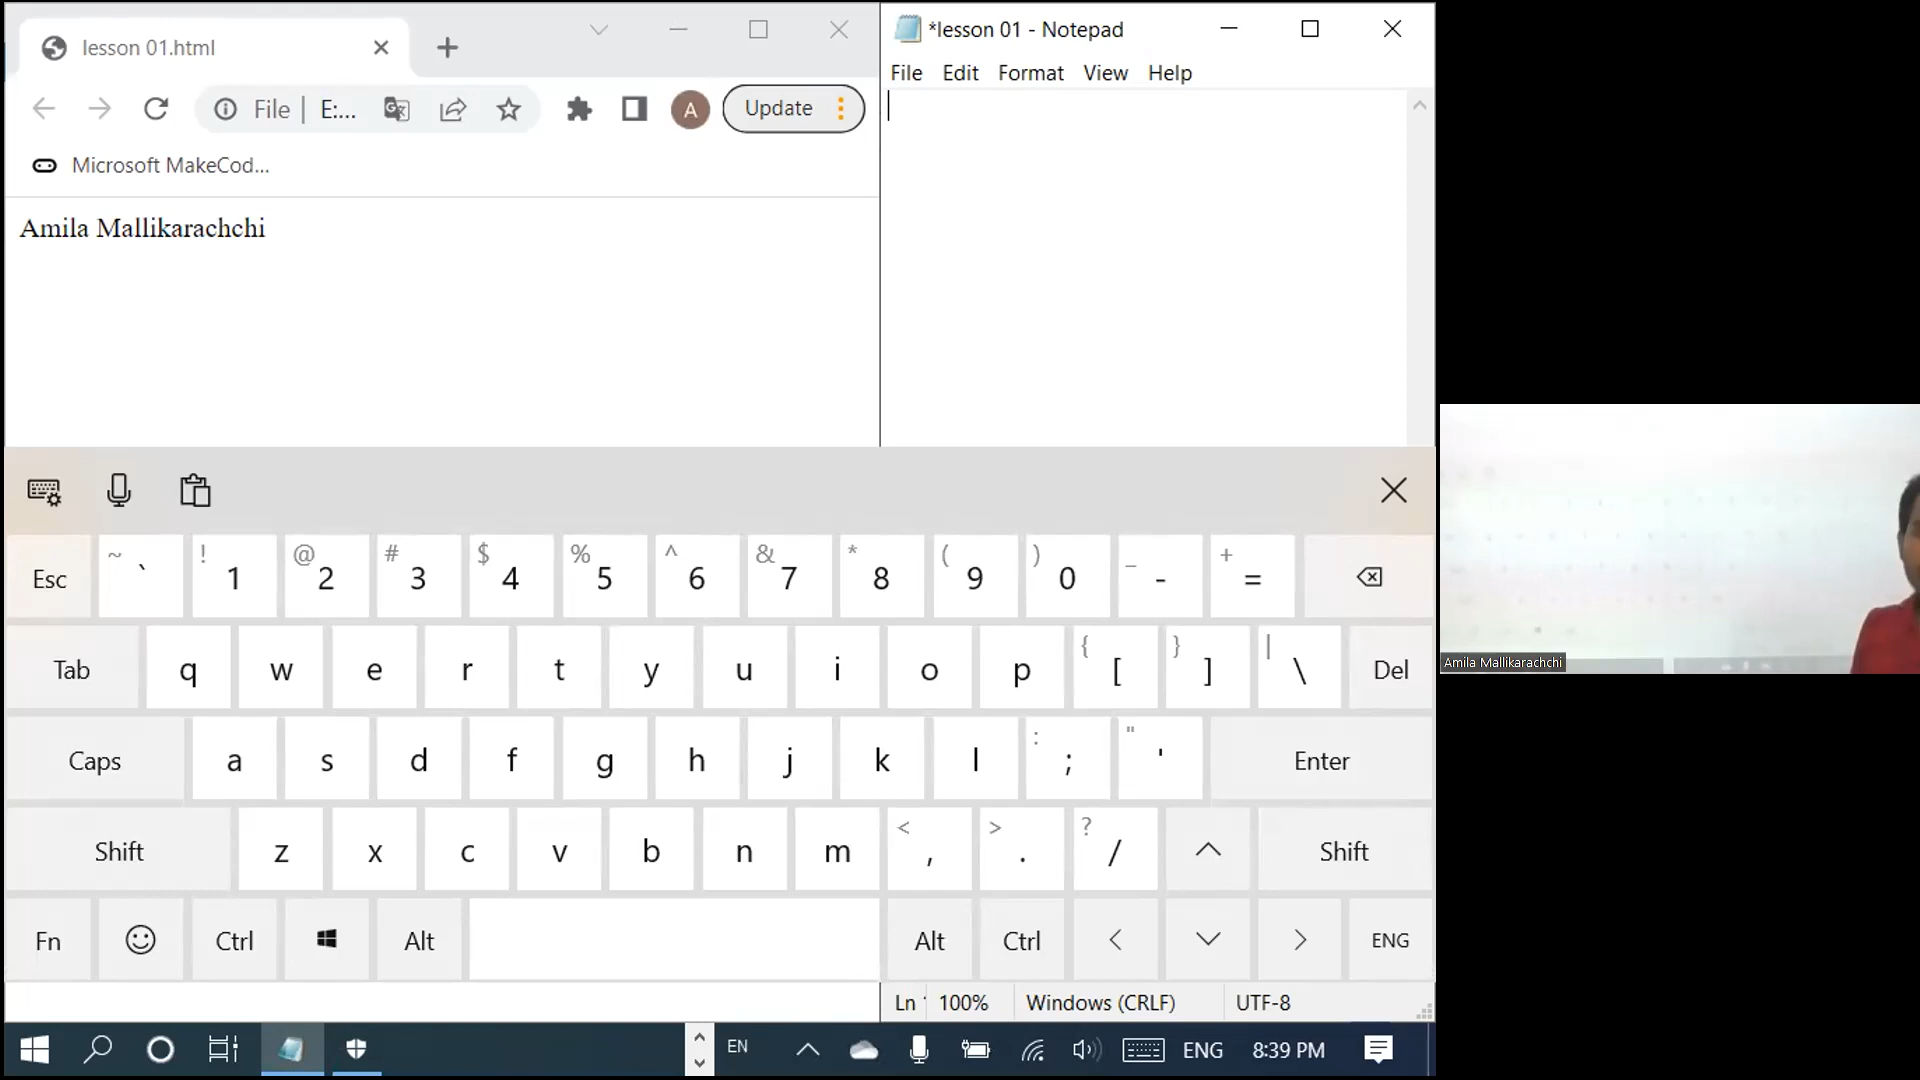 lesson 01.html
File E:... Update
Microsoft MakeCod...
Amila Mallikarachchi
*lesson 01 - Notepad
File Edit Format View Help
Esc ~ ` ! 1 @ 2 # 3 $ 4 % 5 ^ 6 & 7 * 8 ( 9 ) 0 _ - + =
Tab q w e r t y u i o p { [ } ] | \ Del
Caps a s d f g h j k l : ; " ' Enter
Shift z x c v b n m < , > . ? / Shift
Fn Ctrl Alt Alt Ctrl ENG
Ln 100% Windows (CRLF) UTF-8
EN ENG 8:39 PM
Amila Mallikarachchi